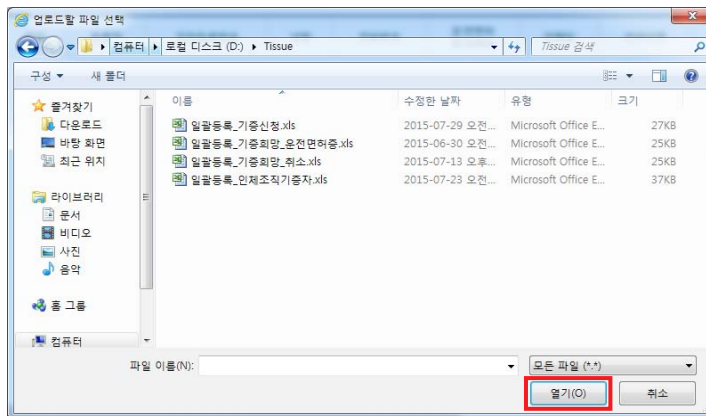 업로드할 파일 선택
컴퓨터 ▸ 로컬 디스크 (D:) ▸ Tissue
Tissue 검색
구성 새 폴더
이름 수정한 날짜 유형 크기
즐겨찾기
다운로드
바탕 화면
최근 위치
라이브러리
문서
비디오
사진
음악
홈 그룹
컴퓨터
일괄등록_기증신청.xls 2015-07-29 오전... Microsoft Office E... 27KB
일괄등록_기증희망_운전면허증.xls 2015-06-30 오전... Microsoft Office E... 25KB
일괄등록_기증희망_취소.xls 2015-07-13 오후... Microsoft Office E... 25KB
일괄등록_인체조직기증자.xls 2015-07-23 오전... Microsoft Office E... 37KB
파일 이름(N):
모든 파일 (*.*)
열기(O) 취소